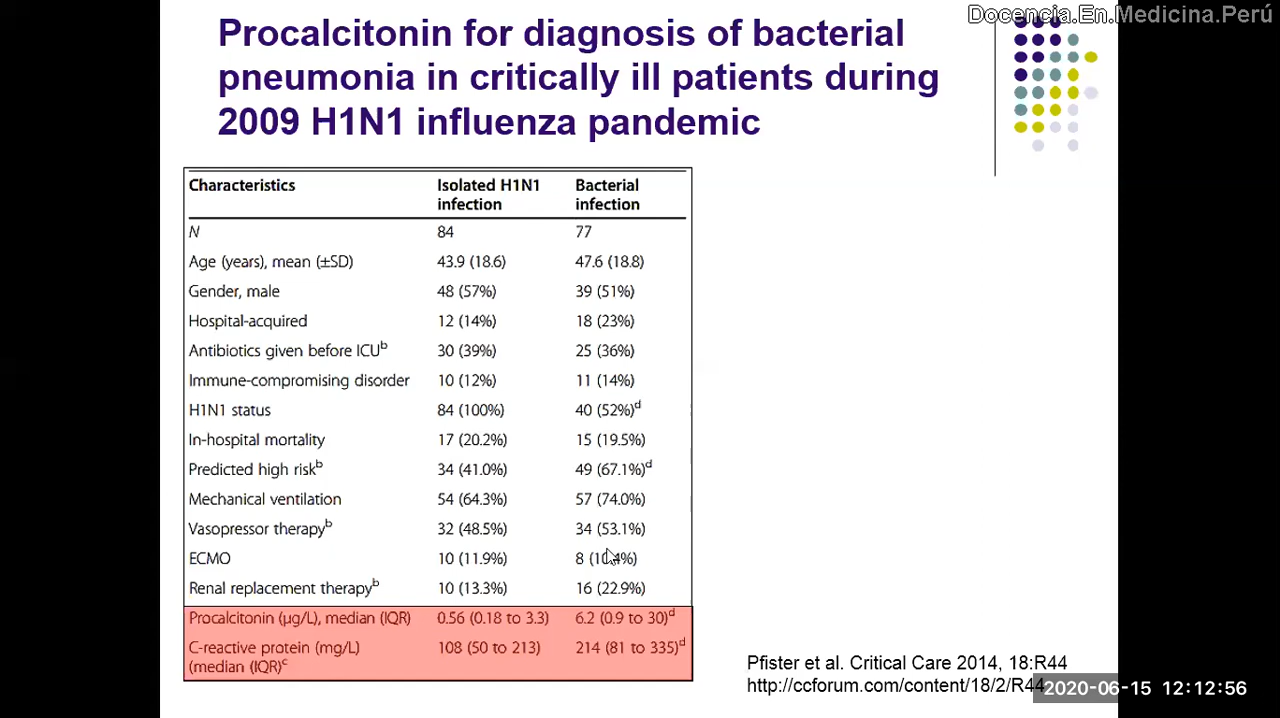 Docencia.En.Medicina.Perú
Procalcitonin for diagnosis of bacterial
pneumonia in critically ill patients during
2009 H1N1 influenza pandemic
Characteristics Isolated H1N1 infection Bacterial infection
N 84 77
Age (years), mean (±SD) 43.9 (18.6) 47.6 (18.8)
Gender, male 48 (57%) 39 (51%)
Hospital-acquired 12 (14%) 18 (23%)
Antibiotics given before ICUb 30 (39%) 25 (36%)
Immune-compromising disorder 10 (12%) 11 (14%)
H1N1 status 84 (100%) 40 (52%)d
In-hospital mortality 17 (20.2%) 15 (19.5%)
Predicted high riskb 34 (41.0%) 49 (67.1%)d
Mechanical ventilation 54 (64.3%) 57 (74.0%)
Vasopressor therapyb 32 (48.5%) 34 (53.1%)
ECMO 10 (11.9%) 8 (10.4%)
Renal replacement therapyb 10 (13.3%) 16 (22.9%)
Procalcitonin (μg/L), median (IQR) 0.56 (0.18 to 3.3) 6.2 (0.9 to 30)d
C-reactive protein (mg/L) 108 (50 to 213) 214 (81 to 335)d
(median (IQR)c
Pfister et al. Critical Care 2014, 18:R44
http://ccforum.com/content/18/2/R44
2020-06-15 12:12:56